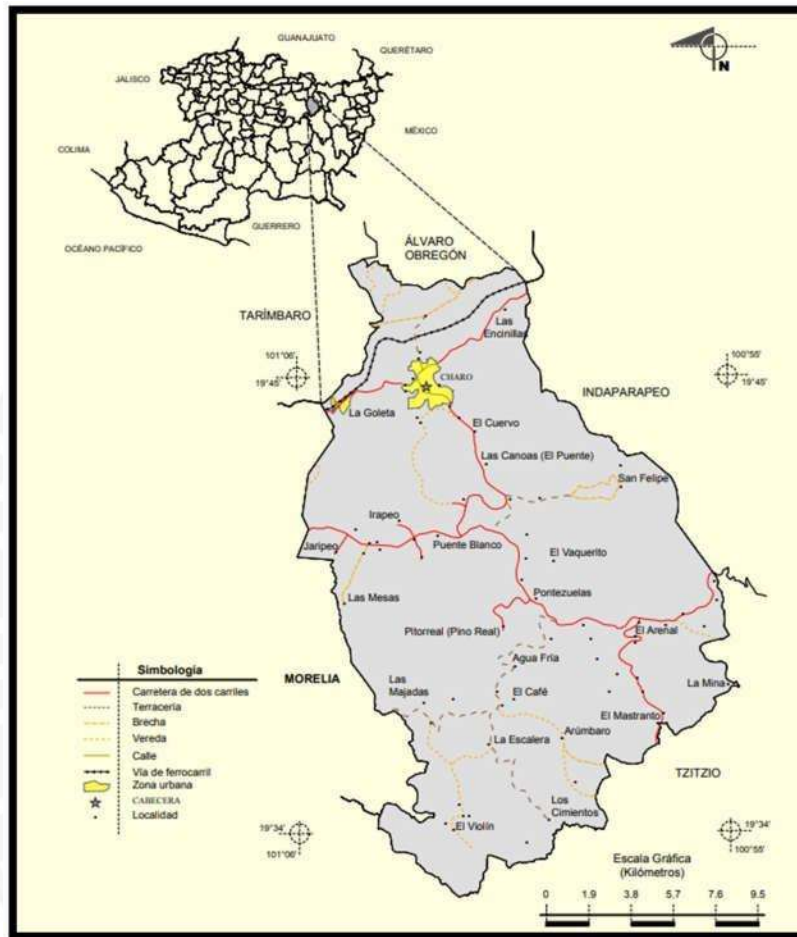 GUANAJUATO
QUERÉTARO
JALISCO
MÉXICO
COLIMA
GUERRERO
OCÉANO PACÍFICO
N
ÁLVARO
OBREGÓN
TARÍMBARO
Las
Encinillas
101°06'
19°45'
100°55'
19°45'
CHARO
INDAPARAPEO
La Goleta
El Cuervo
Las Canoas (El Puente)
San Felipe
Irapeo
Jaripeo
Puente Blanco
El Vaquerito
Las Mesas
Pontezuelas
Pitorreal (Pino Real)
El Arenal
Agua Fría
MORELIA
Las
Majadas
El Café
La Mina
El Mastranto
La Escalera
Arúmbaro
TZITZIO
Los
Cimientos
El Violín
Simbología
Carretera de dos carriles
Terracería
Brecha
Vereda
Calle
Vía de ferrocarril
Zona urbana
CABECERA
Localidad
19°34'
101°06'
19°34'
100°55'
Escala Gráfica
(Kilómetros)
0 1.9 3.8 5.7 7.6 9.5